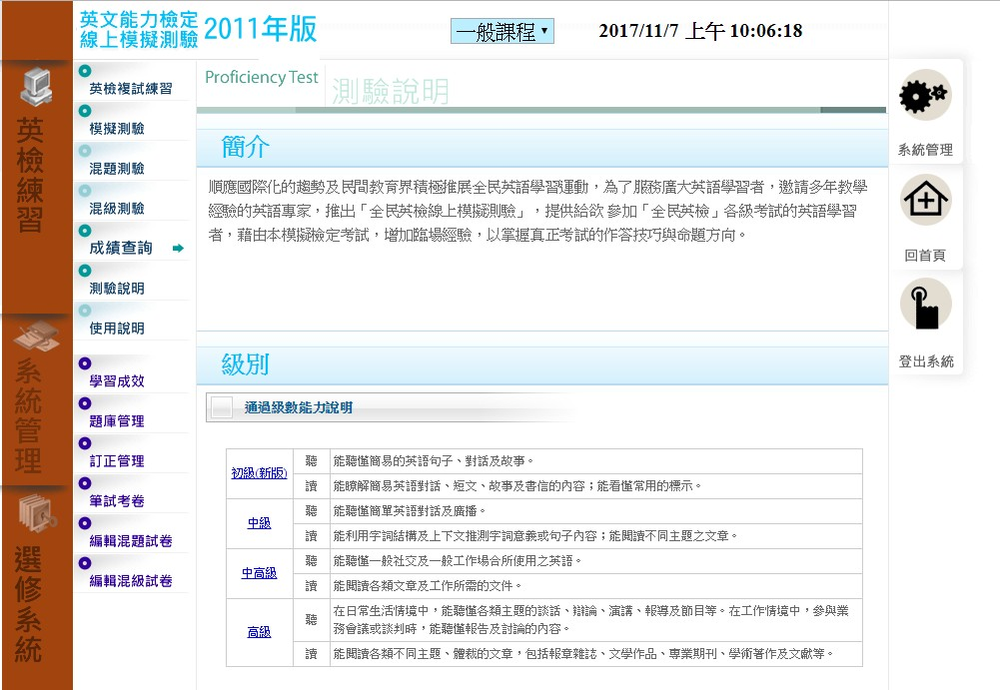 英文能力檢定
線上模擬測驗
2011年版
一般課程
2017/11/7 上午 10:06:18
英檢練習
系統管理
選修系統
英檢複試練習
模擬測驗
混題測驗
混級測驗
成績查詢
測驗說明
使用說明
學習成效
題庫管理
訂正管理
筆試考卷
編輯混題試卷
編輯混級試卷
Proficiency Test
測驗說明
簡介
順應國際化的趨勢及民間教育界積極推展全民英語學習運動，為了服務廣大英語學習者，邀請多年教學
經驗的英語專家，推出「全民英檢線上模擬測驗」，提供給欲 參加「全民英檢」各級考試的英語學習
者，藉由本模擬檢定考試，增加臨場經驗，以掌握真正考試的作答技巧與命題方向。
級別
通過級數能力說明
初級(新版)
聽
能聽懂簡易的英語句子、對話及故事。
讀
能瞭解簡易英語對話、短文、故事及書信的內容；能看懂常用的標示。
中級
聽
能聽懂簡單英語對話及廣播。
讀
能利用字詞結構及上下文推測字詞意義或句子內容；能閱讀不同主題之文章。
中高級
聽
能聽懂一般社交及一般工作場合所使用之英語。
讀
能閱讀各類文章及工作所需的文件。
高級
聽
在日常生活情境中，能聽懂各類主題的談話、辯論、演講、報導及節目等。在工作情境中，參與業
務會議或談判時，能聽懂報告及討論的內容。
讀
能閱讀各類不同主題、體裁的文章，包括報章雜誌、文學作品、專業期刊、學術著作及文獻等。
系統管理
回首頁
登出系統